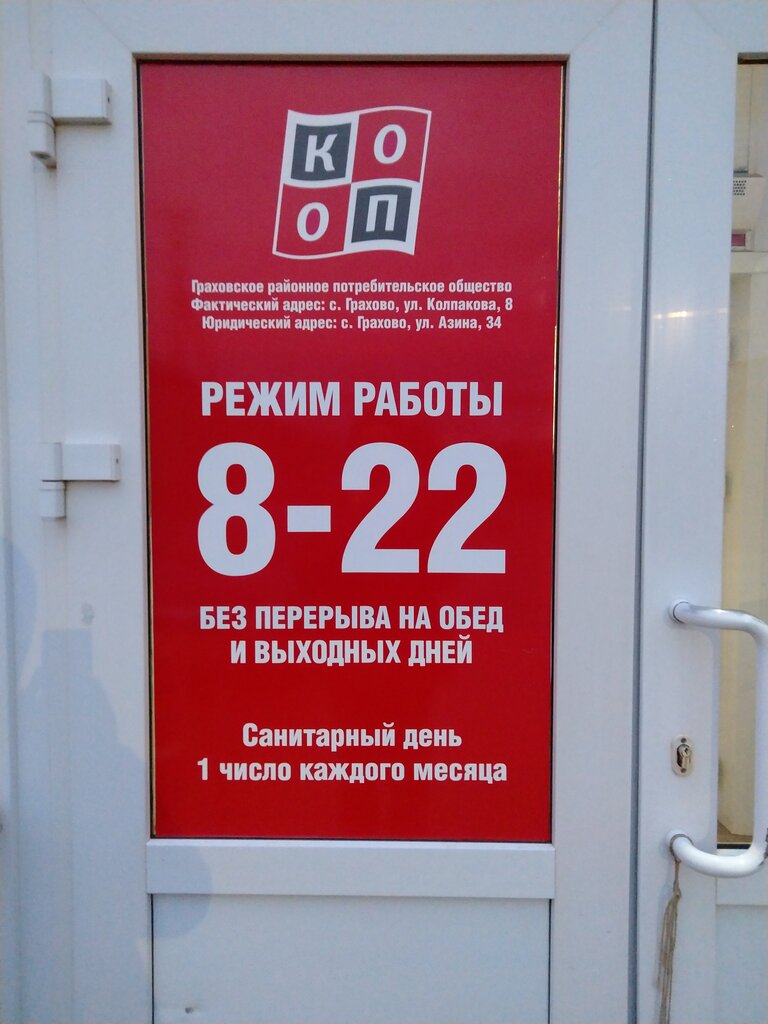 КО
ОП
Граховское районное потребительское общество
Фактический адрес: с. Грахово, ул. Колпакова, 8
Юридический адрес: с. Грахово, ул. Азина, 34
РЕЖИМ РАБОТЫ
8-22
БЕЗ ПЕРЕРЫВА НА ОБЕД
И ВЫХОДНЫХ ДНЕЙ
Санитарный день
1 число каждого месяца